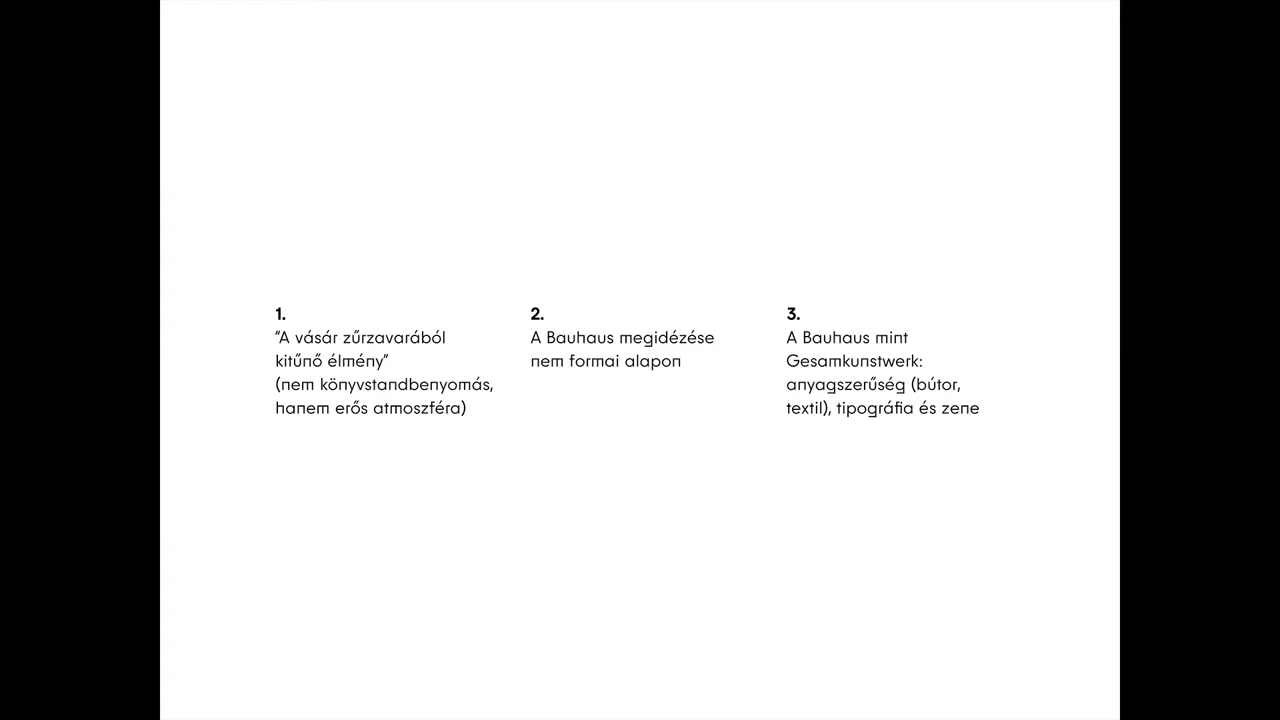 1.
“A vásár zűrzavarából
kitűnő élmény”
(nem könyvstandbenyomás,
hanem erős atmoszféra)
2.
A Bauhaus megidézése
nem formai alapon
3.
A Bauhaus mint
Gesamkunstwerk:
anyagszerűség (bútor,
textil), tipográfia és zene